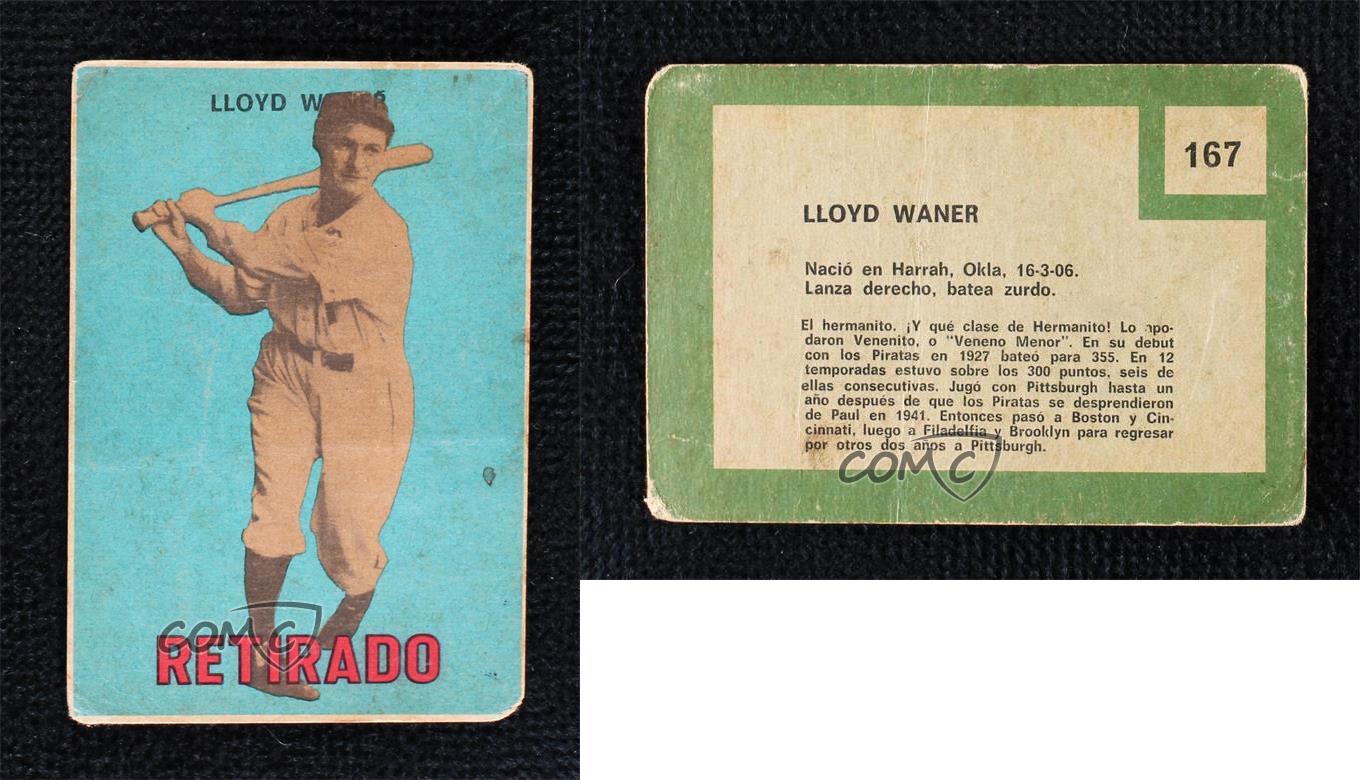 LLOYD WANER
RETIRADO
COMC
167
LLOYD WANER
Nació en Harrah, Okla, 16-3-06.
Lanza derecho, batea zurdo.
El hermanito. ¡Y qué clase de Hermanito! Lo apo-
daron Venenito, o "Veneno Menor". En su debut
con los Piratas en 1927 bateó para 355. En 12
temporadas estuvo sobre los 300 puntos, seis de
ellas consecutivas. Jugó con Pittsburgh hasta un
año después de que los Piratas se desprendieron
de Paul en 1941. Entonces pasó a Boston y Cin-
cinnati, luego a Filadelfia y Brooklyn para regresar
por otros dos años a Pittsburgh.
COMC